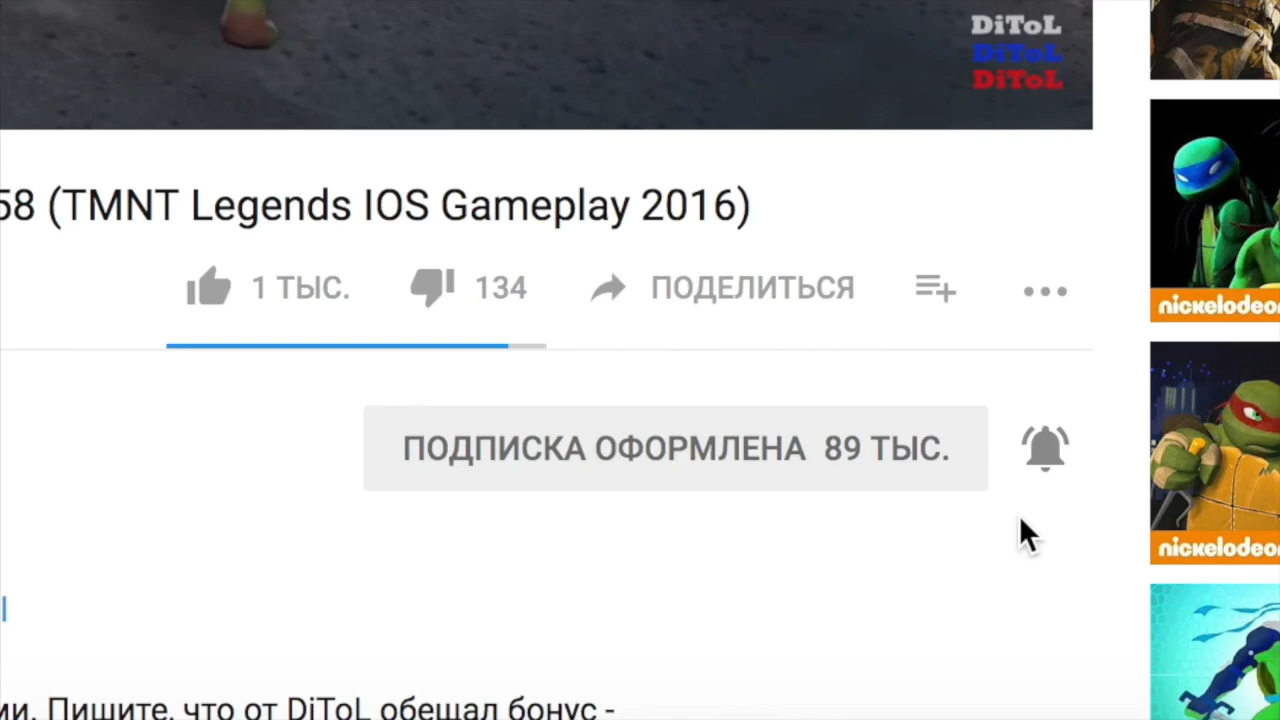 DiToL
DiToL
DiToL
58 (TMNT Legends IOS Gameplay 2016)
1 ТЫС. 134 ПОДЕЛИТЬСЯ
ПОДПИСКА ОФОРМЛЕНА 89 ТЫС.
nickelodeon
nickelodeon
ми. Пишите, что от DiToL обещал бонус -